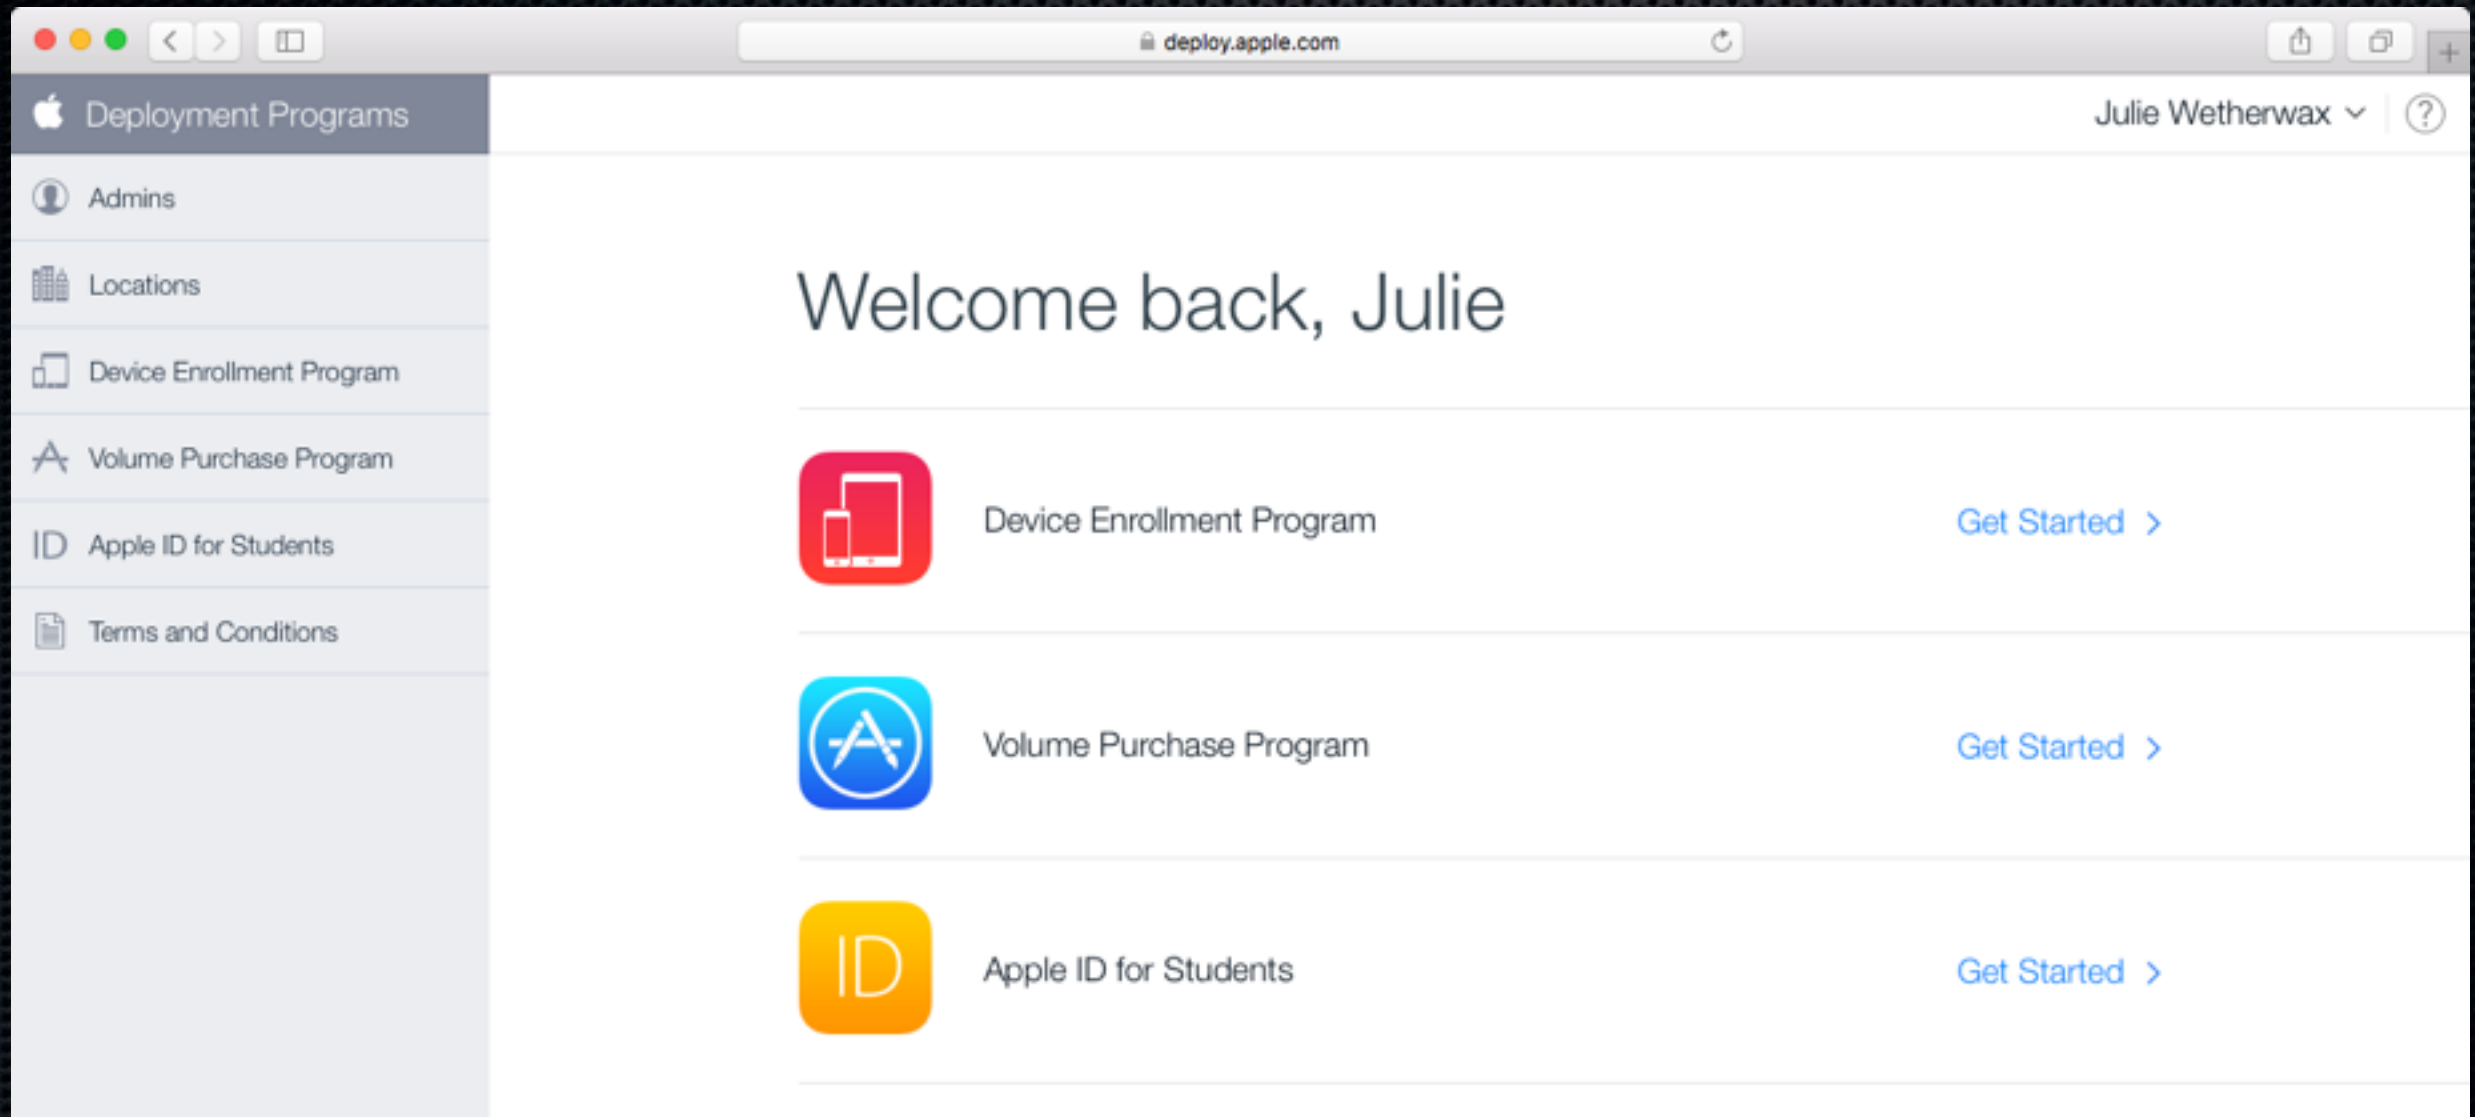 deploy.apple.com
Deployment Programs
Julie Wetherwax
?
Admins
Locations
Device Enrollment Program
Volume Purchase Program
ID Apple ID for Students
Terms and Conditions
Welcome back, Julie
Device Enrollment Program Get Started >
Volume Purchase Program Get Started >
ID Apple ID for Students Get Started >